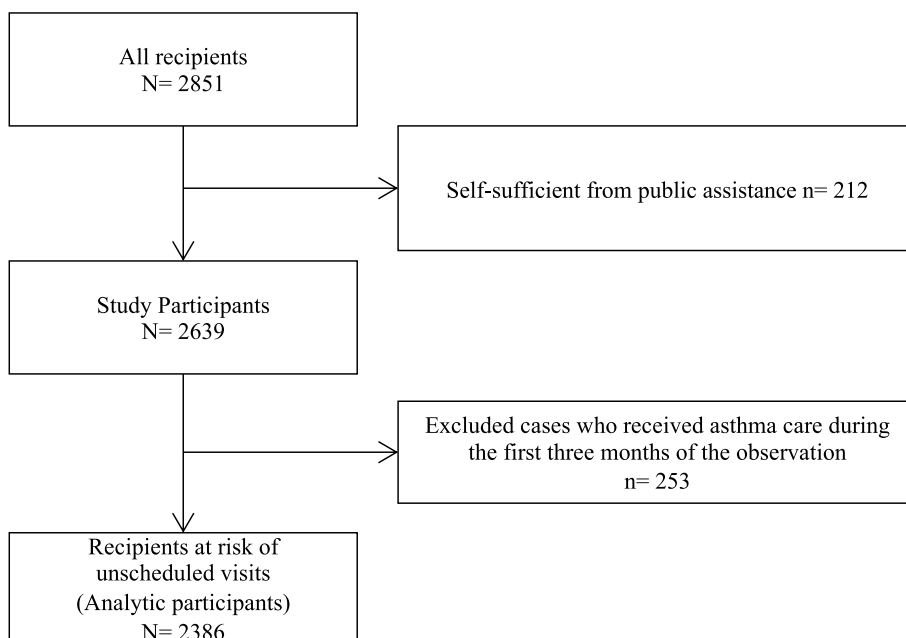 All recipients
N= 2851
Self-sufficient from public assistance n= 212
Study Participants
N= 2639
Excluded cases who received asthma care during
the first three months of the observation
n= 253
Recipients at risk of
unscheduled visits
(Analytic participants)
N= 2386